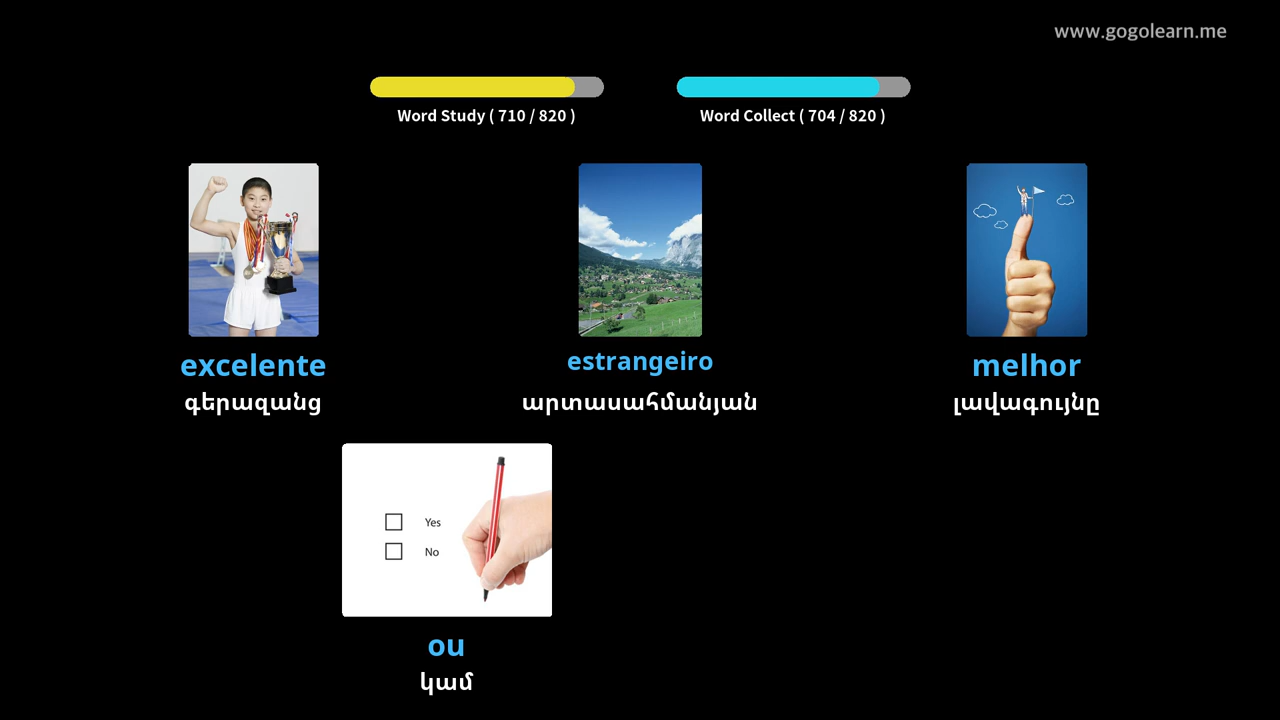 www.gogolearn.me
Word Study ( 710 / 820 )
Word Collect ( 704 / 820 )
excelente
գերազանց
estrangeiro
արտասահմանյան
melhor
լավագույնը
Yes
No
ou
կամ